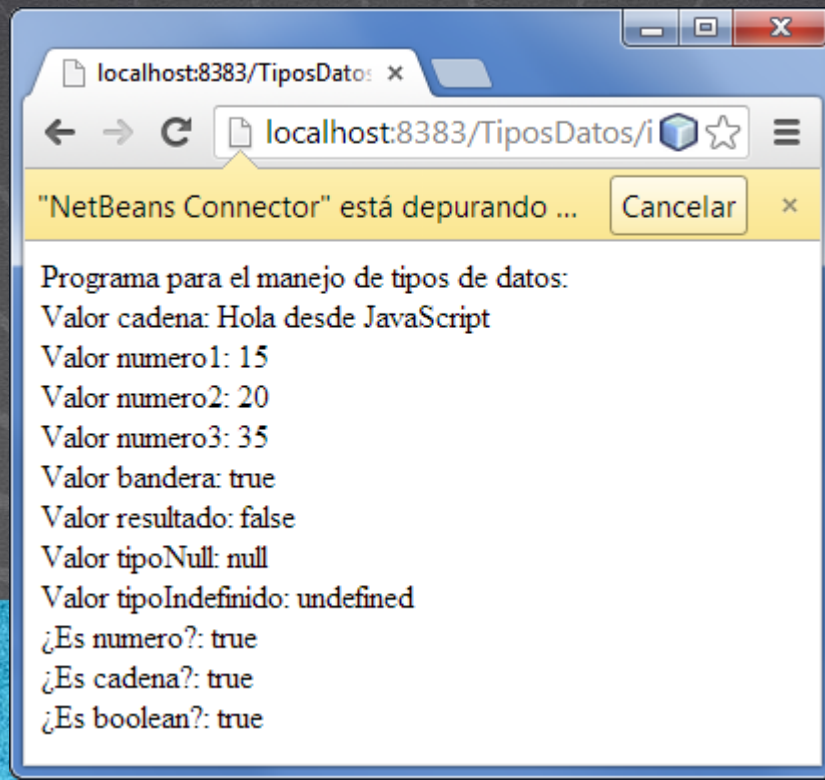 localhost:8383/TiposDatos
localhost:8383/TiposDatos/i
"NetBeans Connector" está depurando ... Cancelar
Programa para el manejo de tipos de datos:
Valor cadena: Hola desde JavaScript
Valor numero1: 15
Valor numero2: 20
Valor numero3: 35
Valor bandera: true
Valor resultado: false
Valor tipoNull: null
Valor tipoIndefinido: undefined
¿Es numero?: true
¿Es cadena?: true
¿Es boolean?: true